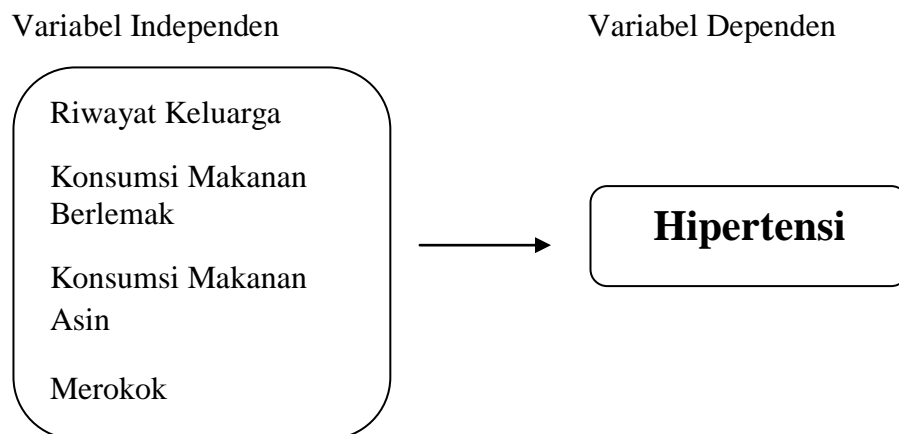 Variabel Independen
Variabel Dependen
Riwayat Keluarga
Konsumsi Makanan
Berlemak
Konsumsi Makanan
Asin
Merokok
Hipertensi